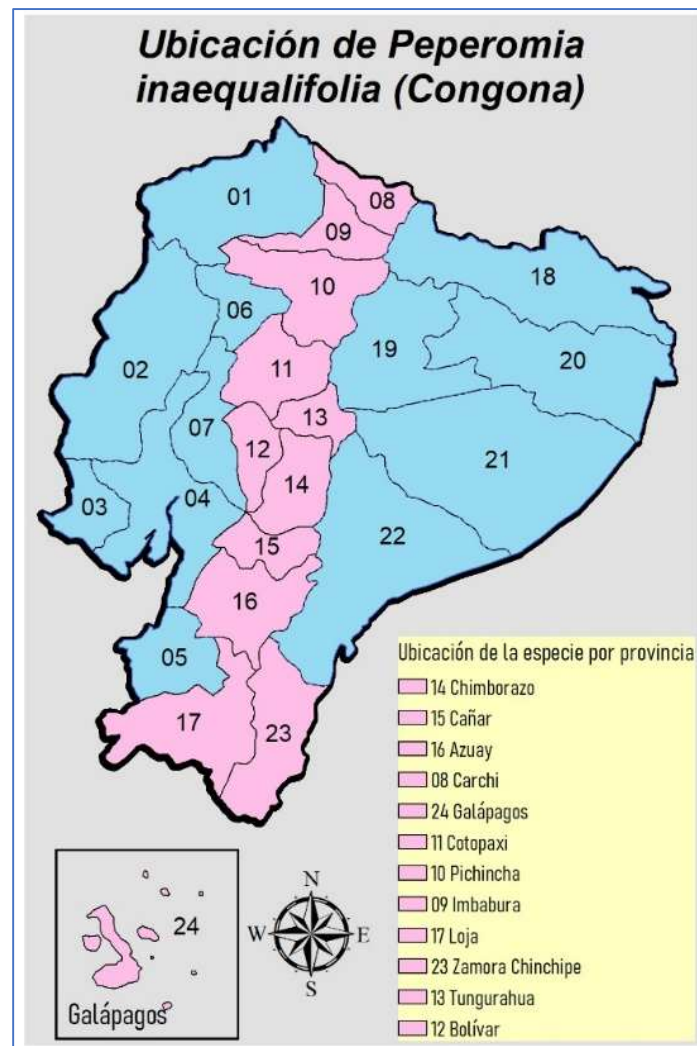 Ubicación de Peperomia
inaequalifolia (Congona)
01
08
09
18
10
06
19
20
02
11
07
13
12
21
14
03
04
22
15
16
05
17
23
Ubicación de la especie por provincia
14 Chimborazo
15 Cañar
16 Azuay
08 Carchi
24 Galápagos
11 Cotopaxi
10 Pichincha
09 Imbabura
17 Loja
23 Zamora Chinchipe
13 Tungurahua
12 Bolívar
24
Galápagos
N
W
E
S